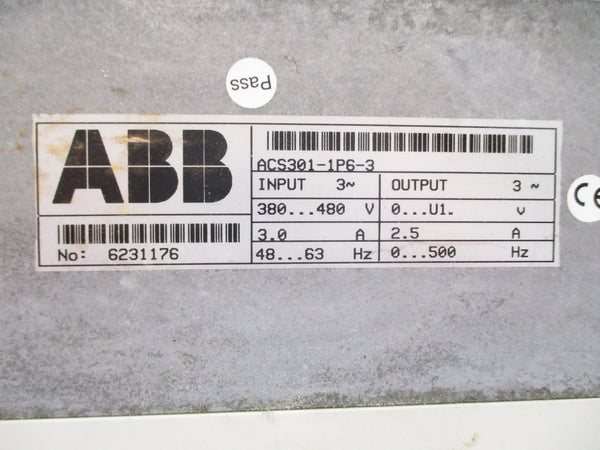 Pass
ABB
ACS301-1P6-3
INPUT 3~ OUTPUT 3 ~
380...480 V 0...U1. v
3.0 A 2.5 A
48...63 Hz 0...500 Hz
No: 6231176
CE